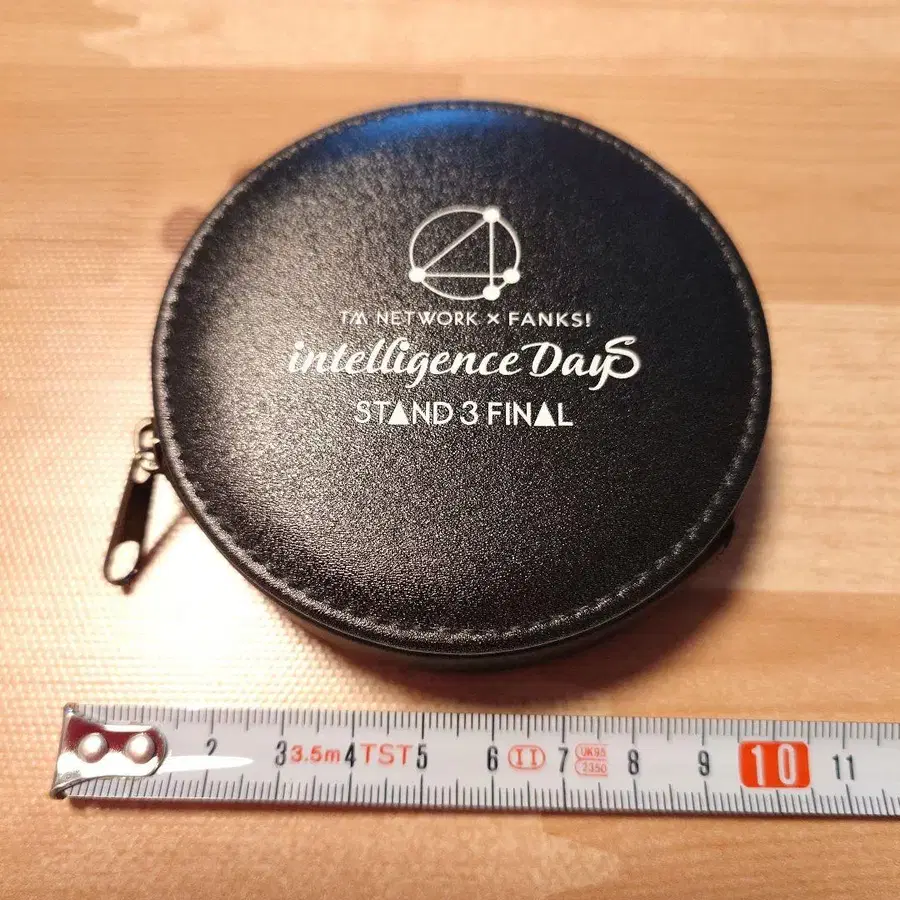 TM NETWORK × FANKS!
intelligence DayS
STAND 3 FINAL
2 3 3.5m 4 TST 5 6 II 7 UK95 2350 8 9 10 11